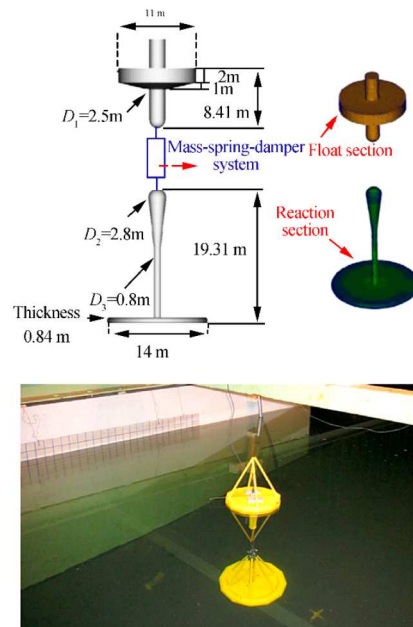 11 m
2m
1m
8.41 m
D₁=2.5m
Mass-spring-damper
system
Float section
D₂=2.8m
19.31 m
Reaction
section
D₃=0.8m
Thickness
0.84 m
14 m